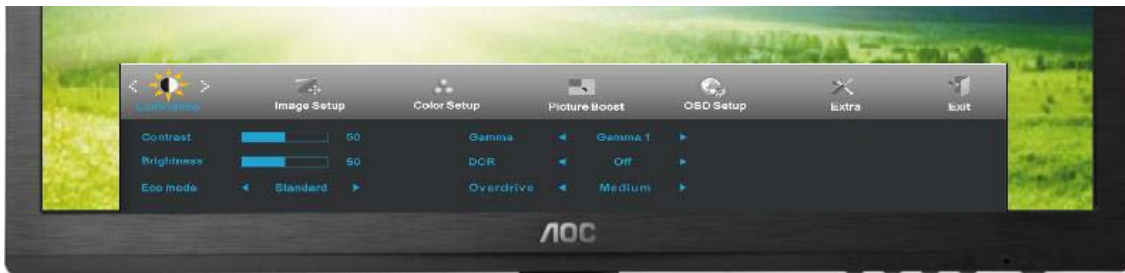 Luminance
Image Setup
Color Setup
Picture Boost
OSD Setup
Extra
Exit
Contrast 50 Gamma Gamma 1
Brightness 50 DCR Off
Eco mode Standard Overdrive Medium
AOC